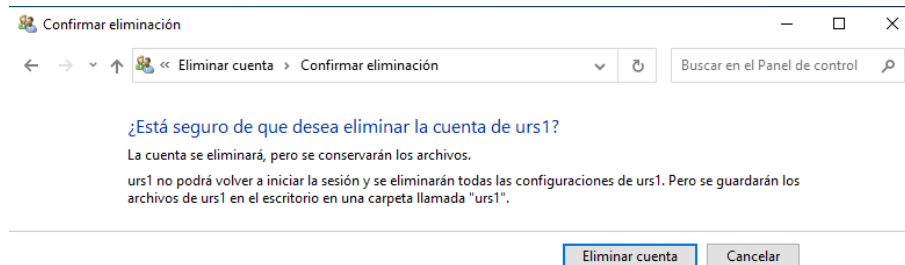 Confirmar eliminación
« Eliminar cuenta › Confirmar eliminación
Buscar en el Panel de control
¿Está seguro de que desea eliminar la cuenta de urs1?
La cuenta se eliminará, pero se conservarán los archivos.
urs1 no podrá volver a iniciar la sesión y se eliminarán todas las configuraciones de urs1. Pero se guardarán los
archivos de urs1 en el escritorio en una carpeta llamada "urs1".
Eliminar cuenta
Cancelar